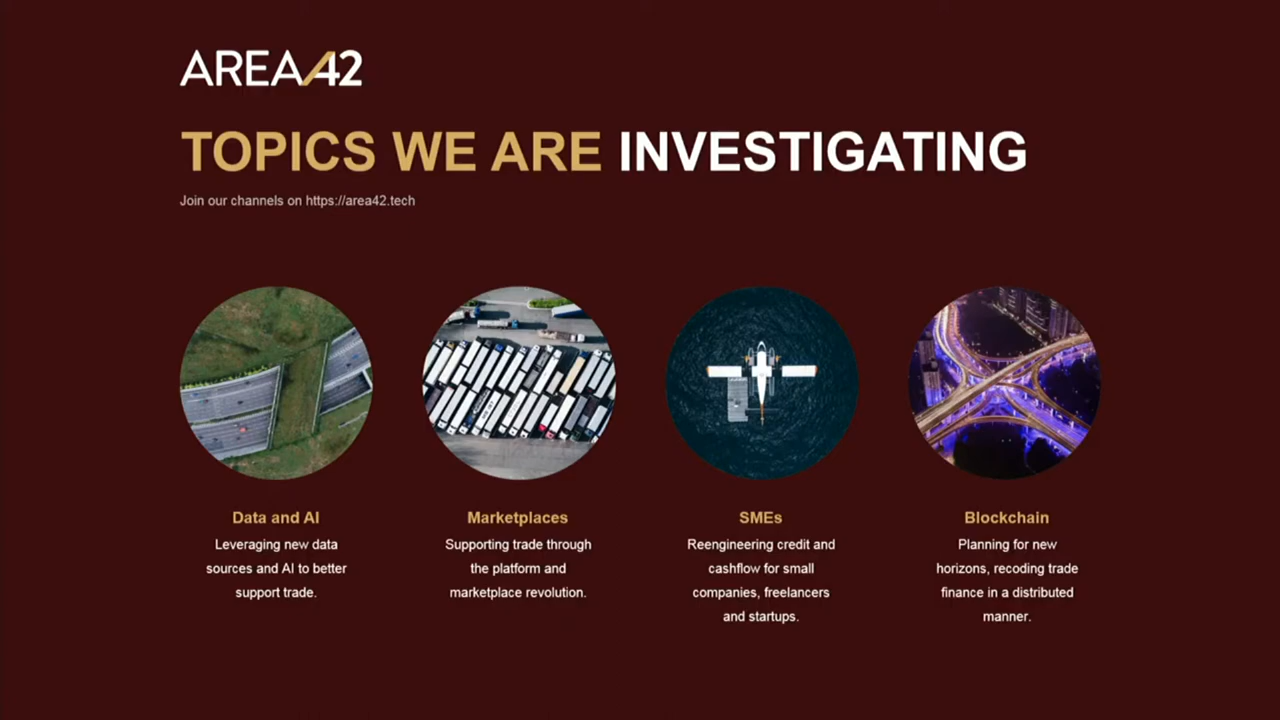 AREA42
TOPICS WE ARE INVESTIGATING
Join our channels on https://area42.tech
Data and AI
Leveraging new data
sources and AI to better
support trade.
Marketplaces
Supporting trade through
the platform and
marketplace revolution.
SMEs
Reengineering credit and
cashflow for small
companies, freelancers
and startups.
Blockchain
Planning for new
horizons, recoding trade
finance in a distributed
manner.